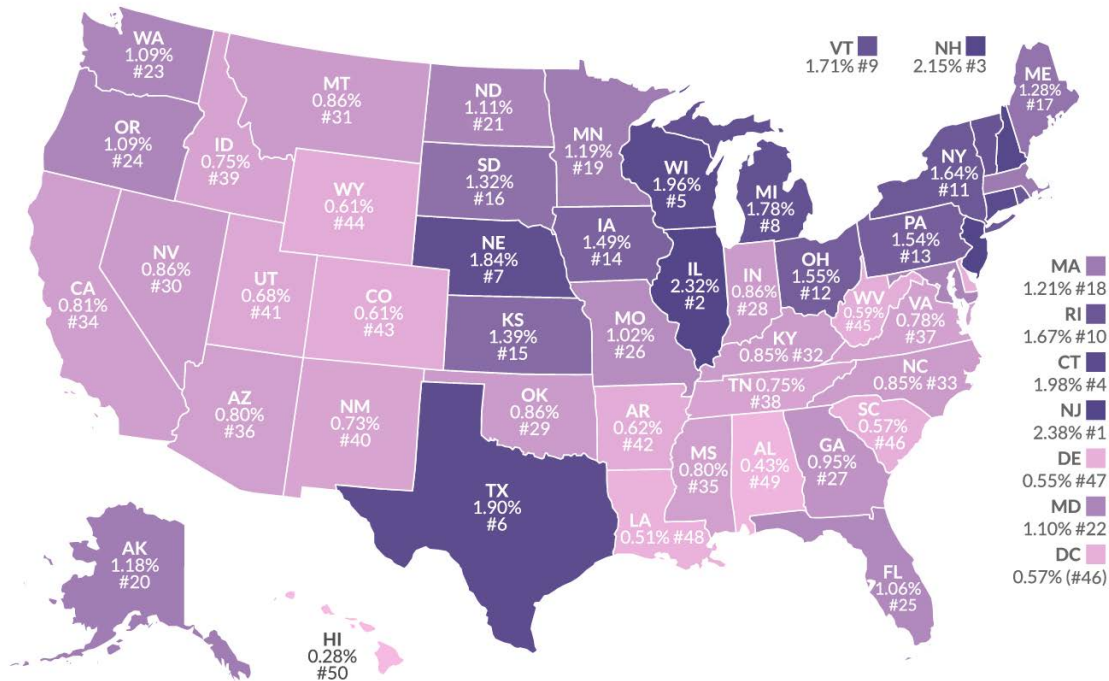 WA
1.09%
#23
VT
1.71% #9
NH
2.15% #3
ME
1.28%
#17
MT
0.86%
#31
ND
1.11%
#21
OR
1.09%
#24
ID
0.75%
#39
MN
1.19%
#19
WI
1.96%
#5
MI
1.78%
#8
NY
1.64%
#11
SD
1.32%
#16
WY
0.61%
#44
PA
1.54%
#13
IA
1.49%
#14
NE
1.84%
#7
NV
0.86%
#30
UT
0.68%
#41
CO
0.61%
#43
CA
0.81%
#34
IL
2.32%
#2
IN
0.86%
#28
OH
1.55%
#12
WV
0.59%
#45
VA
0.78%
#37
MA
1.21% #18
RI
1.67% #10
KS
1.39%
#15
MO
1.02%
#26
KY
0.85% #32
CT
1.98% #4
NC
0.85% #33
TN 0.75%
#38
AZ
0.80%
#36
NM
0.73%
#40
OK
0.86%
#29
AR
0.62%
#42
SC
0.57%
#46
NJ
2.38% #1
MS
0.80%
#35
AL
0.43%
#49
GA
0.95%
#27
DE
0.55% #47
TX
1.90%
#6
LA
0.51% #48
MD
1.10% #22
DC
0.57% (#46)
AK
1.18%
#20
FL
1.06%
#25
HI
0.28%
#50